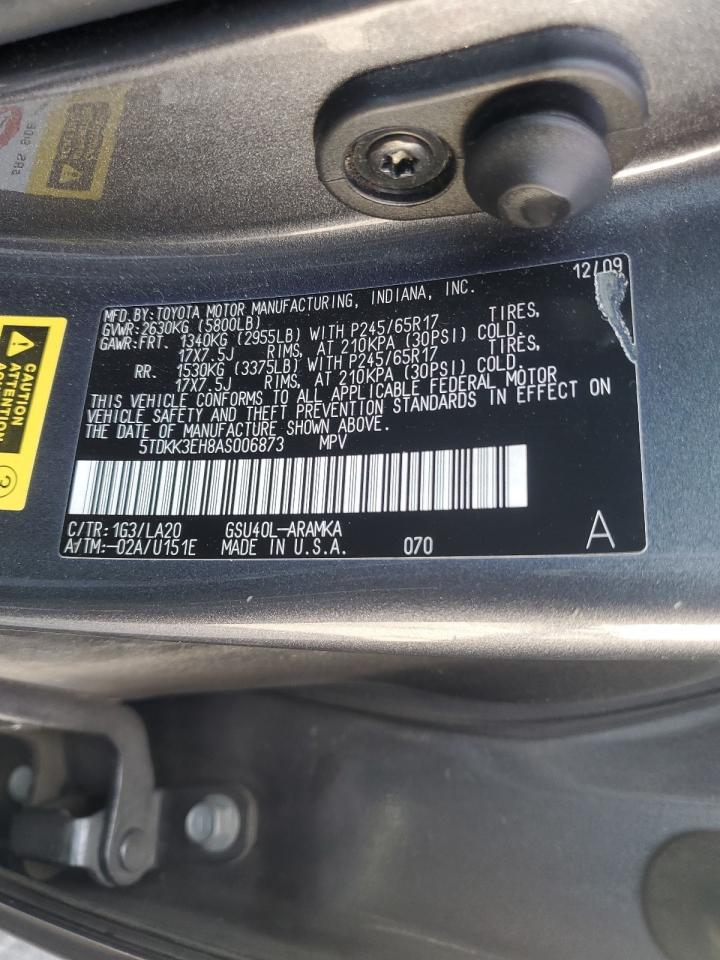 12/09
MFD. BY: TOYOTA MOTOR MANUFACTURING, INDIANA, INC.
GVWR: 2630KG (5800LB)
GAWR: FRT. 1340KG (2955LB) WITH P245/65R17 TIRES,
17X7.5J RIMS, AT 210KPA (30PSI) COLD.
RR. 1530KG (3375LB) WITH P245/65R17 TIRES,
17X7.5J RIMS, AT 210KPA (30PSI) COLD.
THIS VEHICLE CONFORMS TO ALL APPLICABLE FEDERAL MOTOR
VEHICLE SAFETY AND THEFT PREVENTION STANDARDS IN EFFECT ON
THE DATE OF MANUFACTURE SHOWN ABOVE.
5TDKK3EH8AS006873 MPV
C/TR: 1G3/LA20 GSU40L-ARAMKA
A/TM:-02A/U151E MADE IN U.S.A. 070 A
CAUTION
ATTENTION